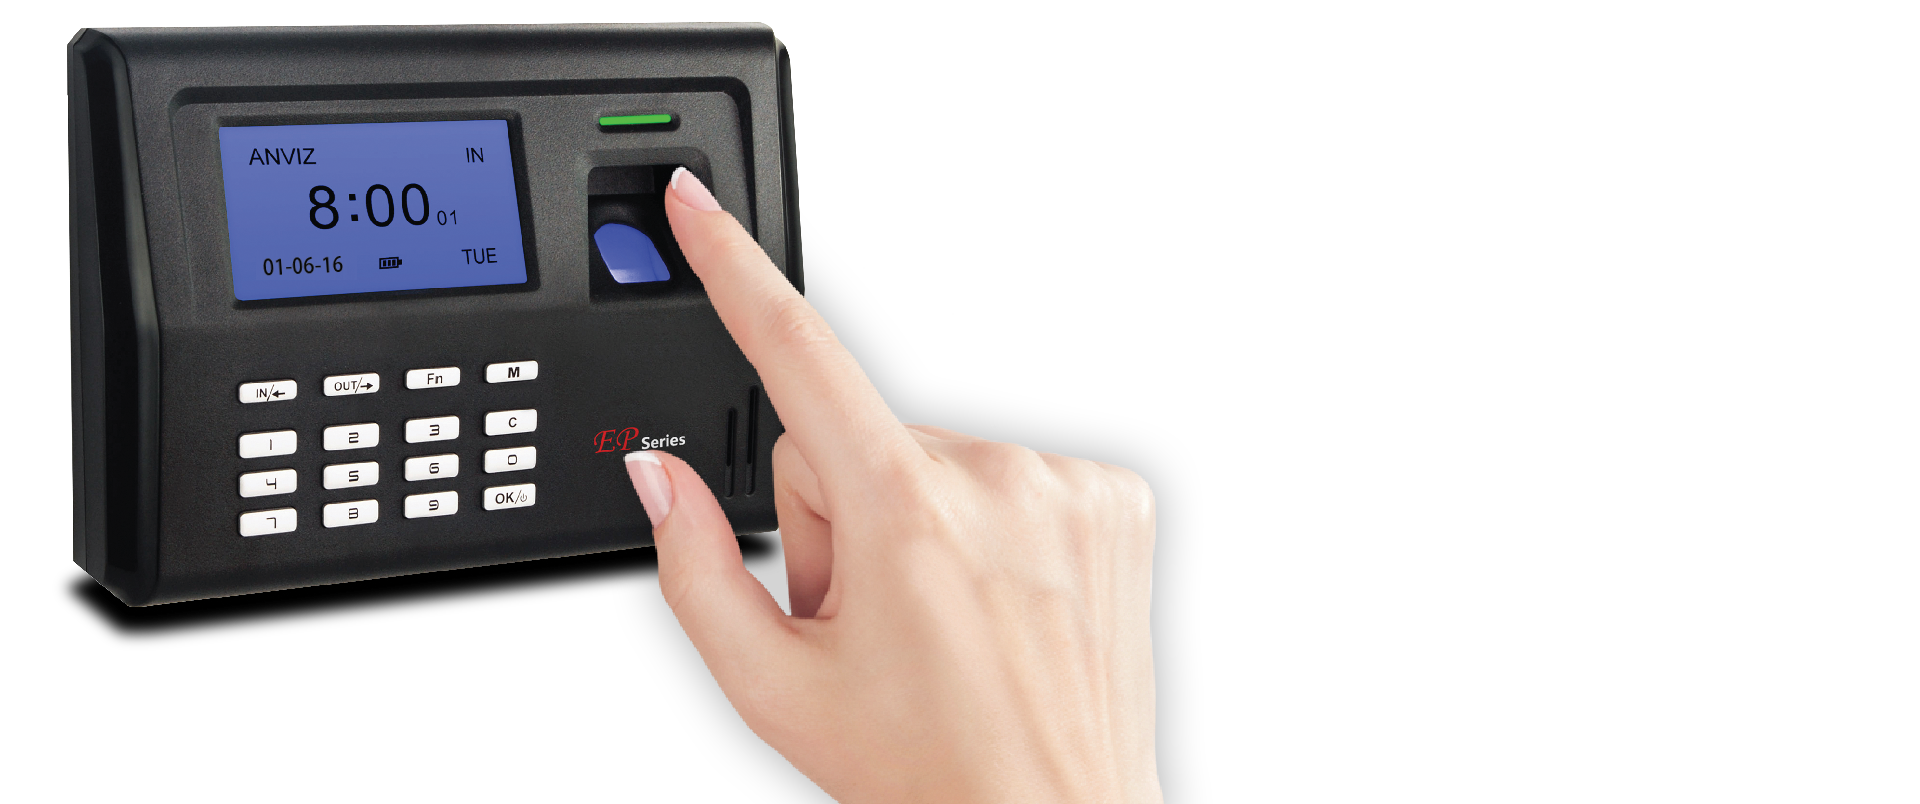 ANVIZ IN
8:00 01
01-06-16 TUE
IN/← OUT/→ Fn M
1 2 3 C
4 5 6 0
7 8 9 OK/⏻
EP Series